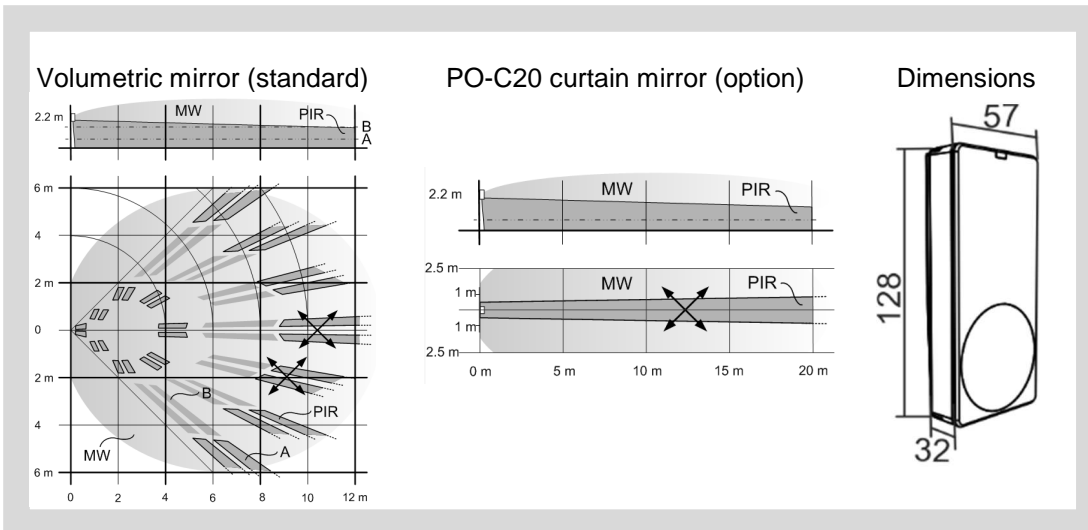 Volumetric mirror (standard)
2.2 m
MW
PIR
B
A
6 m
4
2 m
0
2 m
4
6 m
B
PIR
A
MW
0 2 4 6 8 10 12 m
PO-C20 curtain mirror (option)
2.2 m
MW
PIR
2.5 m
1 m
1 m
2.5 m
MW
PIR
0 m 5 m 10 m 15 m 20 m
Dimensions
57
128
32